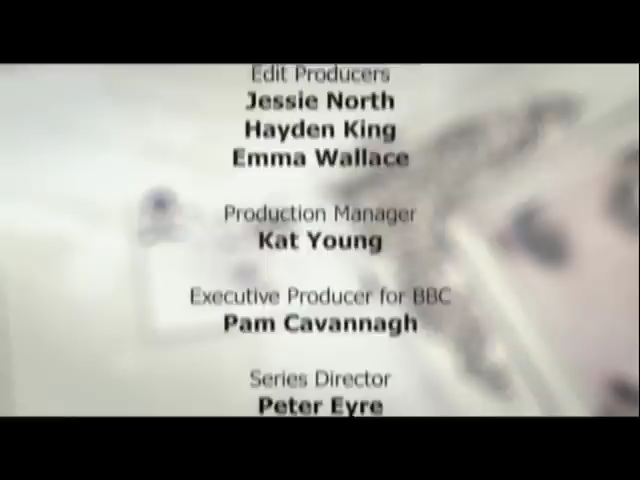 Edit Producers
Jessie North
Hayden King
Emma Wallace
Production Manager
Kat Young
Executive Producer for BBC
Pam Cavannagh
Series Director
Peter Eyre